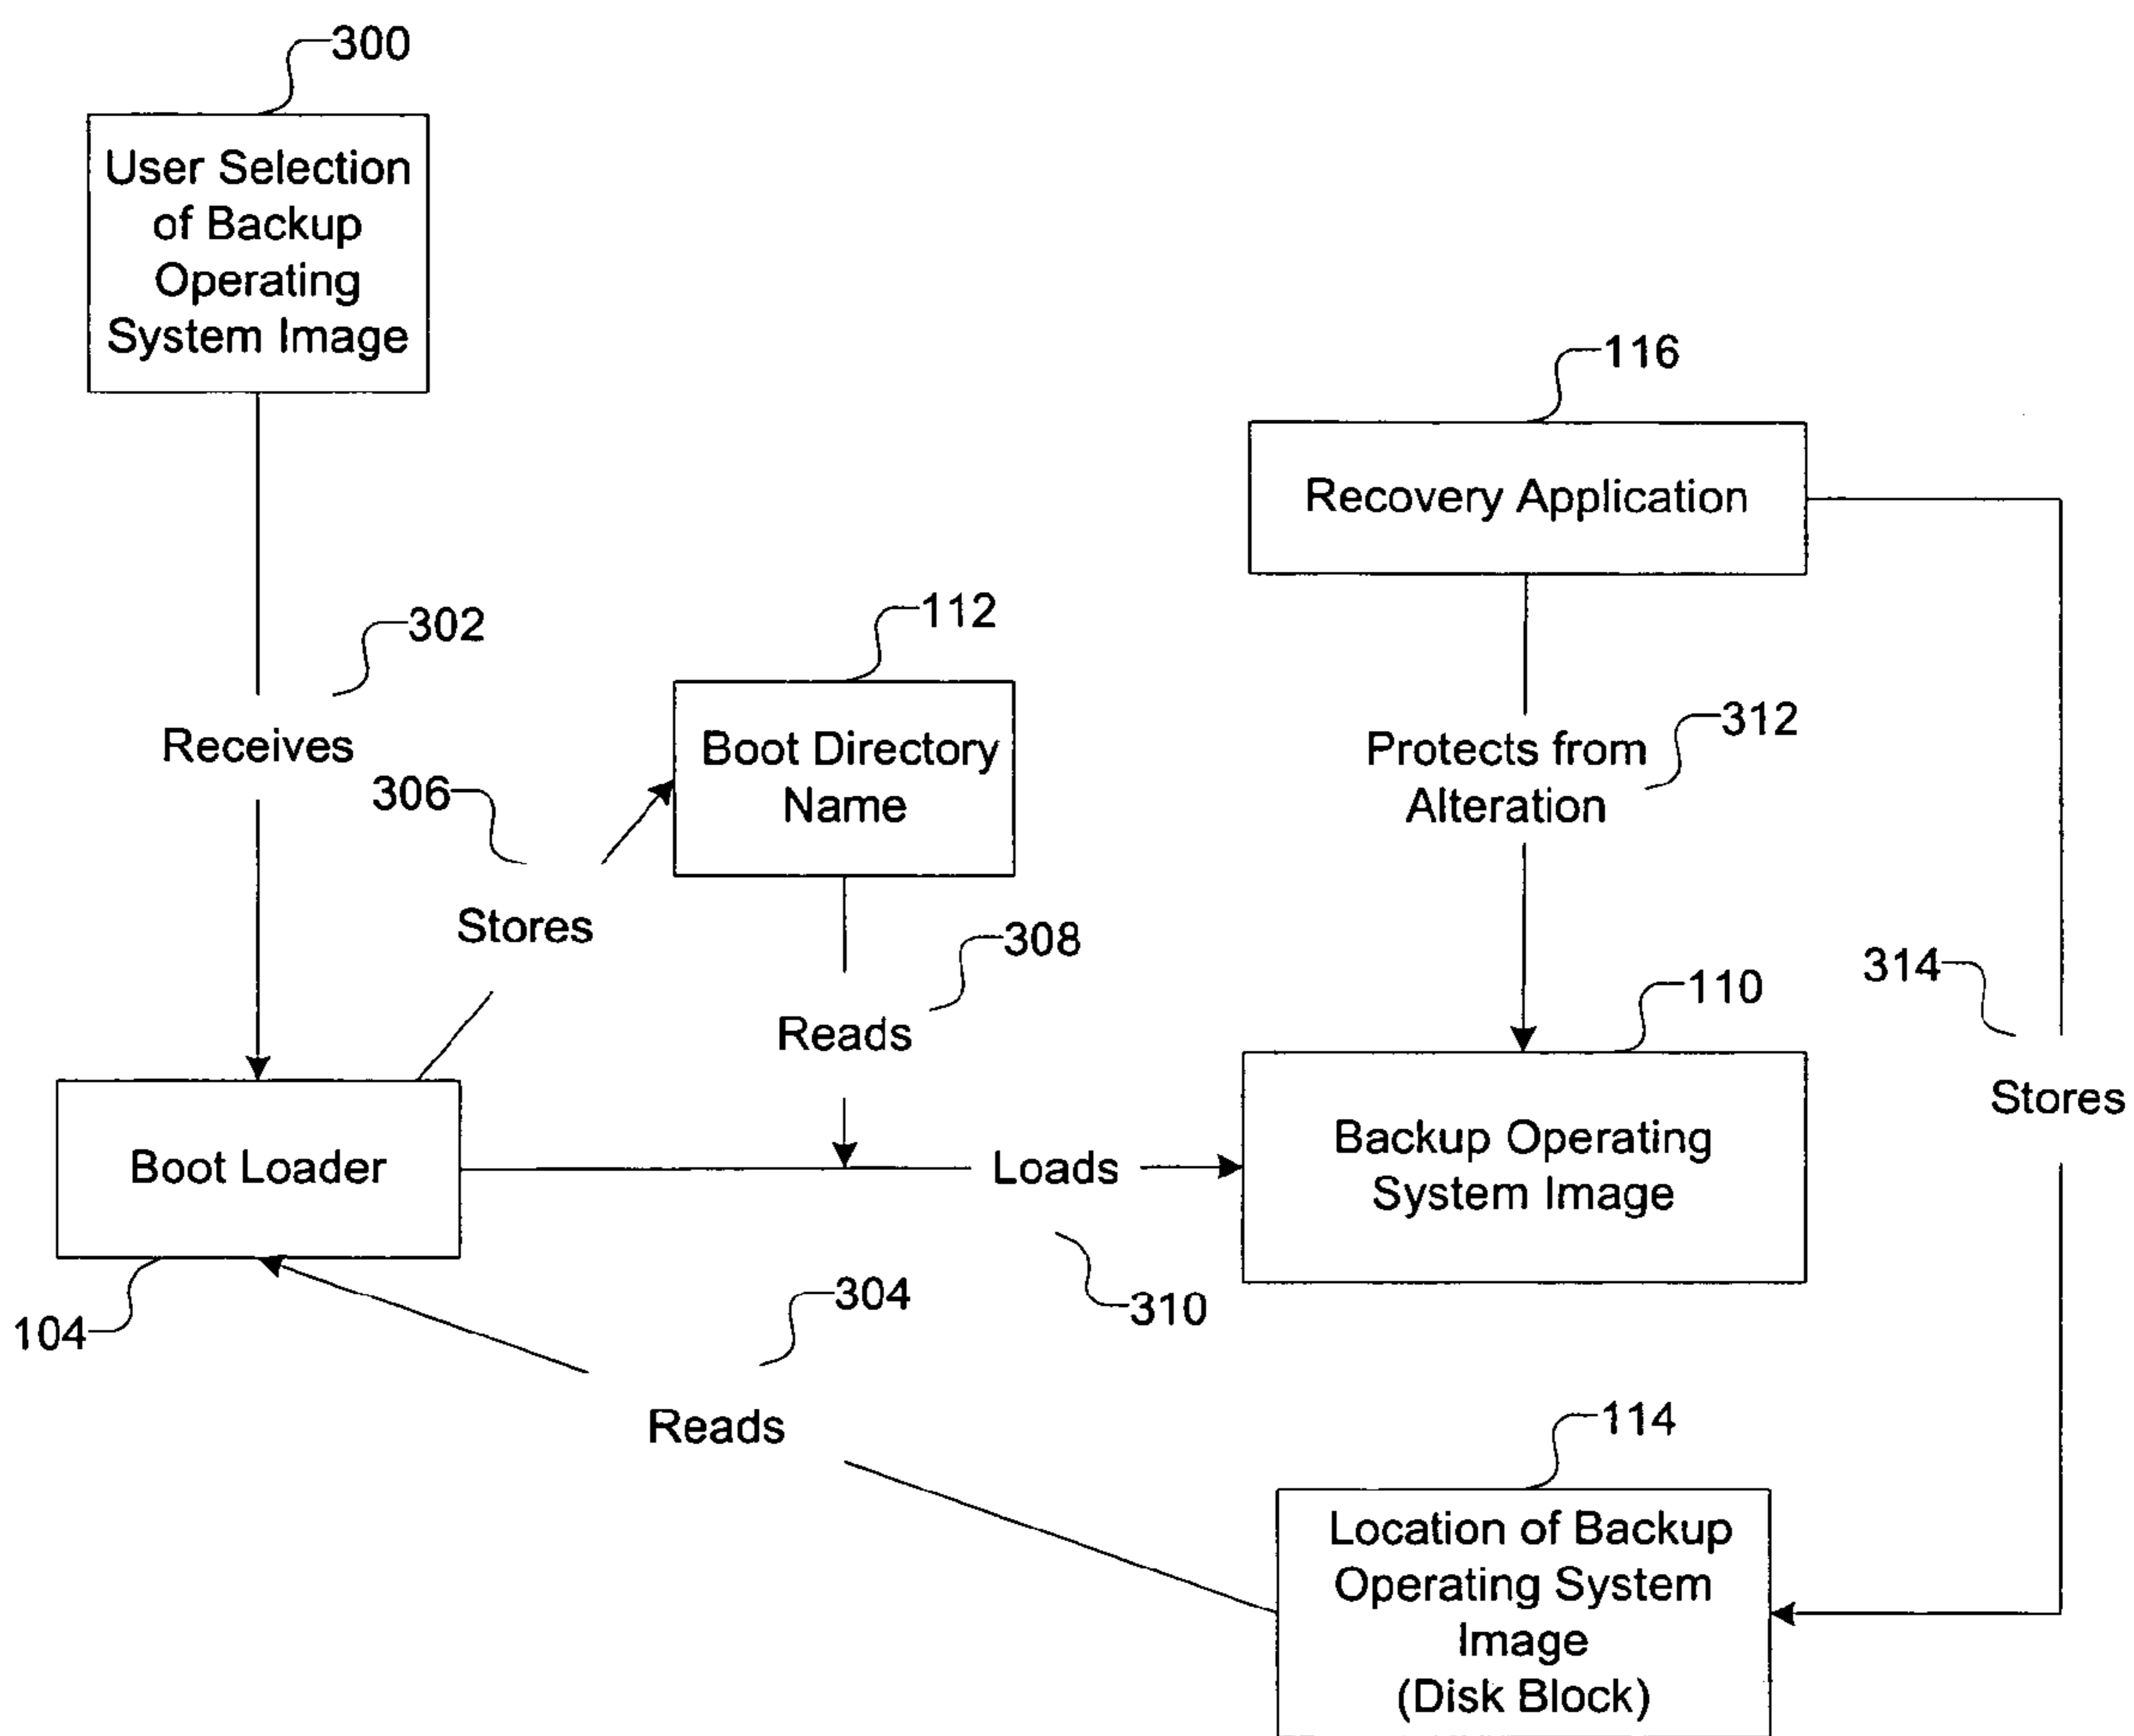 300
User Selection
of Backup
Operating
System Image
116
Recovery Application
302
112
Receives
Boot Directory
Name
312
Protects from
Alteration
306
Stores
308
314
110
Reads
Stores
Boot Loader
Loads
Backup Operating
System Image
104
304
310
Reads
114
Location of Backup
Operating System
Image
(Disk Block)